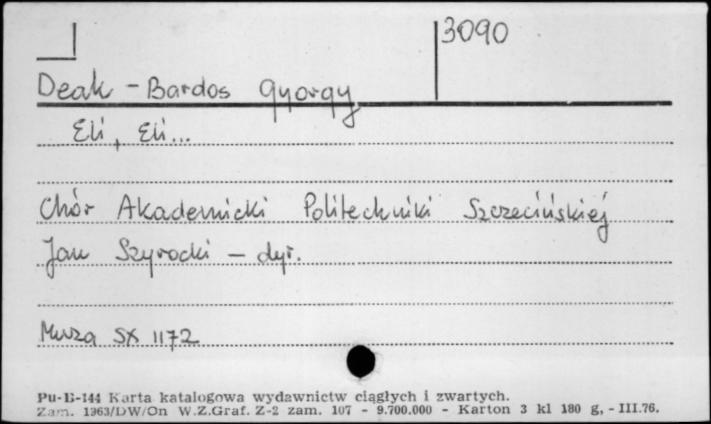 3090
Deak - Bardos Gyorgy
Eli, Eli...
Chór Akademicki Politechniki Szczecińskiej
Jan Szyrocki - dyr.
Muza SX 1172
Pu-B-144 Karta katalogowa wydawnictw ciągłych i zwartych.
Zam. 1363/DW/On W.Z.Graf. Z-2 zam. 107 - 9.700.000 - Karton 3 kl 180 g, - III.76.